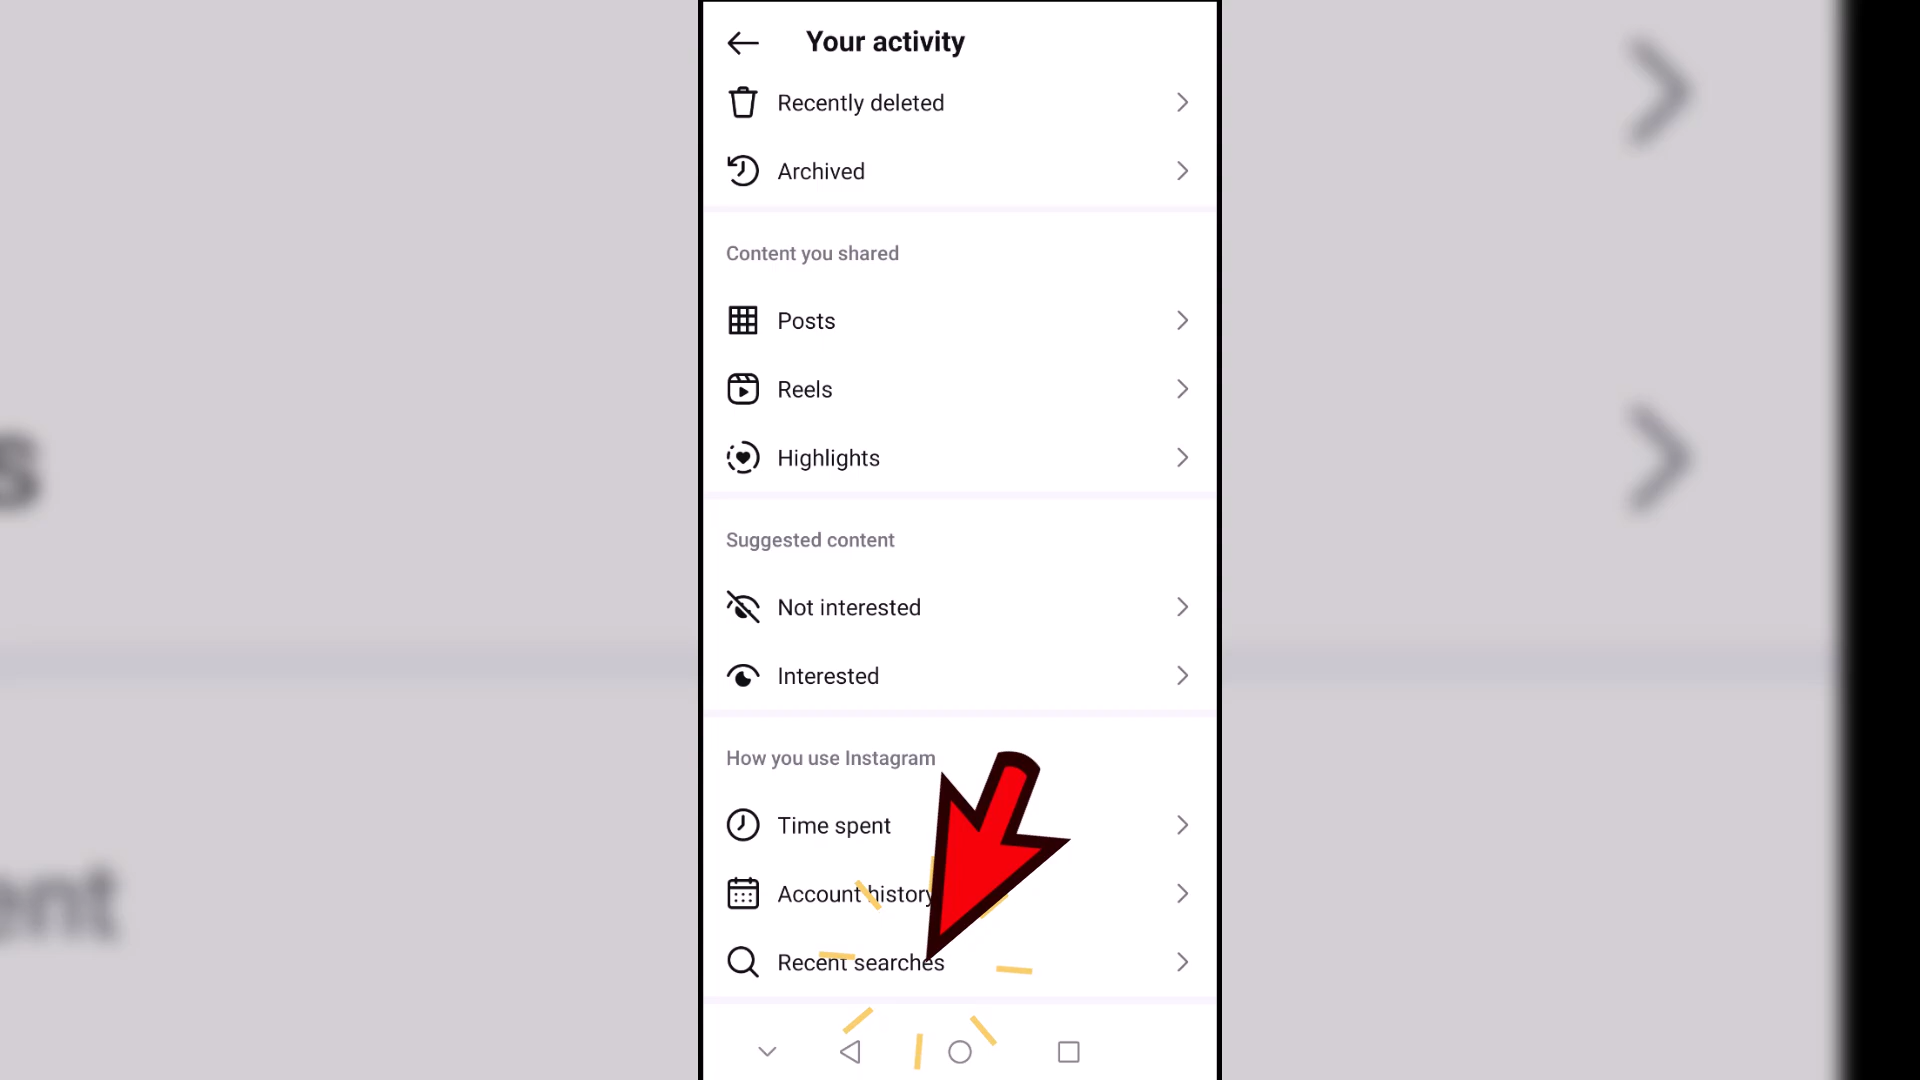 Your activity
Recently deleted
Archived
Content you shared
Posts
Reels
Highlights
Suggested content
Not interested
Interested
How you use Instagram
Time spent
Account history
Recent searches
s
ent